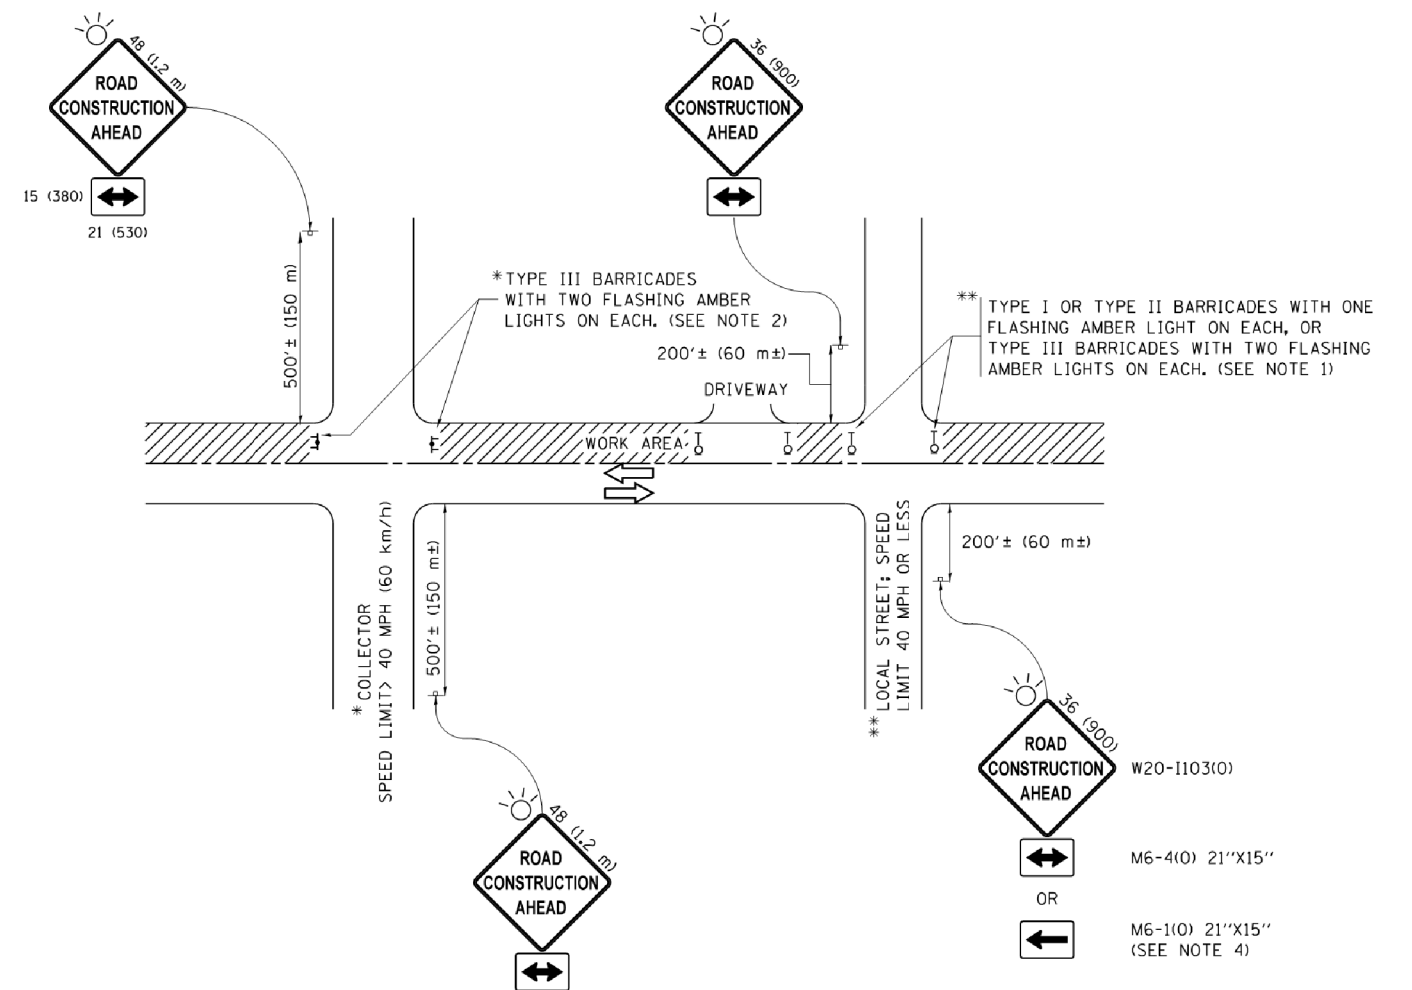 48 (1.2 m)
ROAD
CONSTRUCTION
AHEAD
15 (380)
21 (530)
36 (900)
ROAD
CONSTRUCTION
AHEAD
500'± (150 m)
*TYPE III BARRICADES
WITH TWO FLASHING AMBER
LIGHTS ON EACH. (SEE NOTE 2)
200'± (60 m±)
DRIVEWAY
** TYPE I OR TYPE II BARRICADES WITH ONE
FLASHING AMBER LIGHT ON EACH, OR
TYPE III BARRICADES WITH TWO FLASHING
AMBER LIGHTS ON EACH. (SEE NOTE 1)
WORK AREA
* COLLECTOR
SPEED LIMIT> 40 MPH (60 km/h)
500'± (150 m±)
** LOCAL STREET; SPEED
LIMIT 40 MPH OR LESS
200'± (60 m±)
48 (1.2 m)
ROAD
CONSTRUCTION
AHEAD
36 (900)
ROAD
CONSTRUCTION
AHEAD
W20-I103(O)
M6-4(O) 21"X15"
OR
M6-1(O) 21"X15"
(SEE NOTE 4)